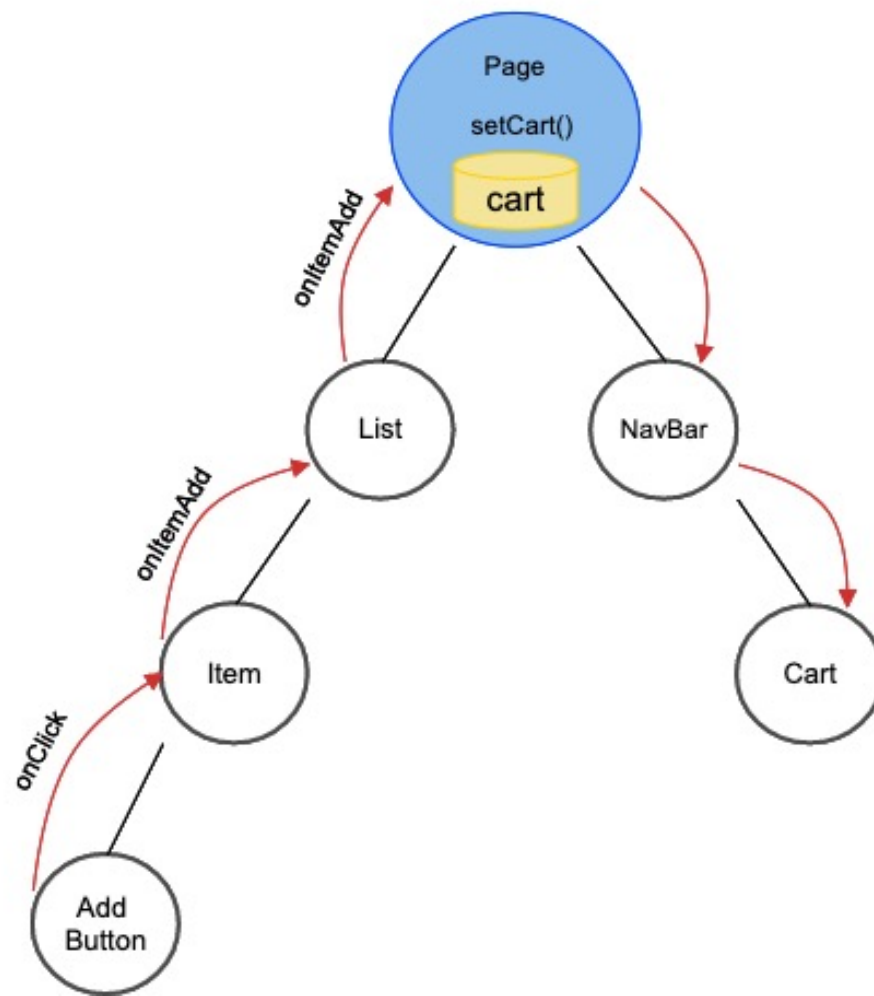 Page
setCart()
cart
onItemAdd
List
NavBar
onItemAdd
Item
Cart
onClick
Add
Button